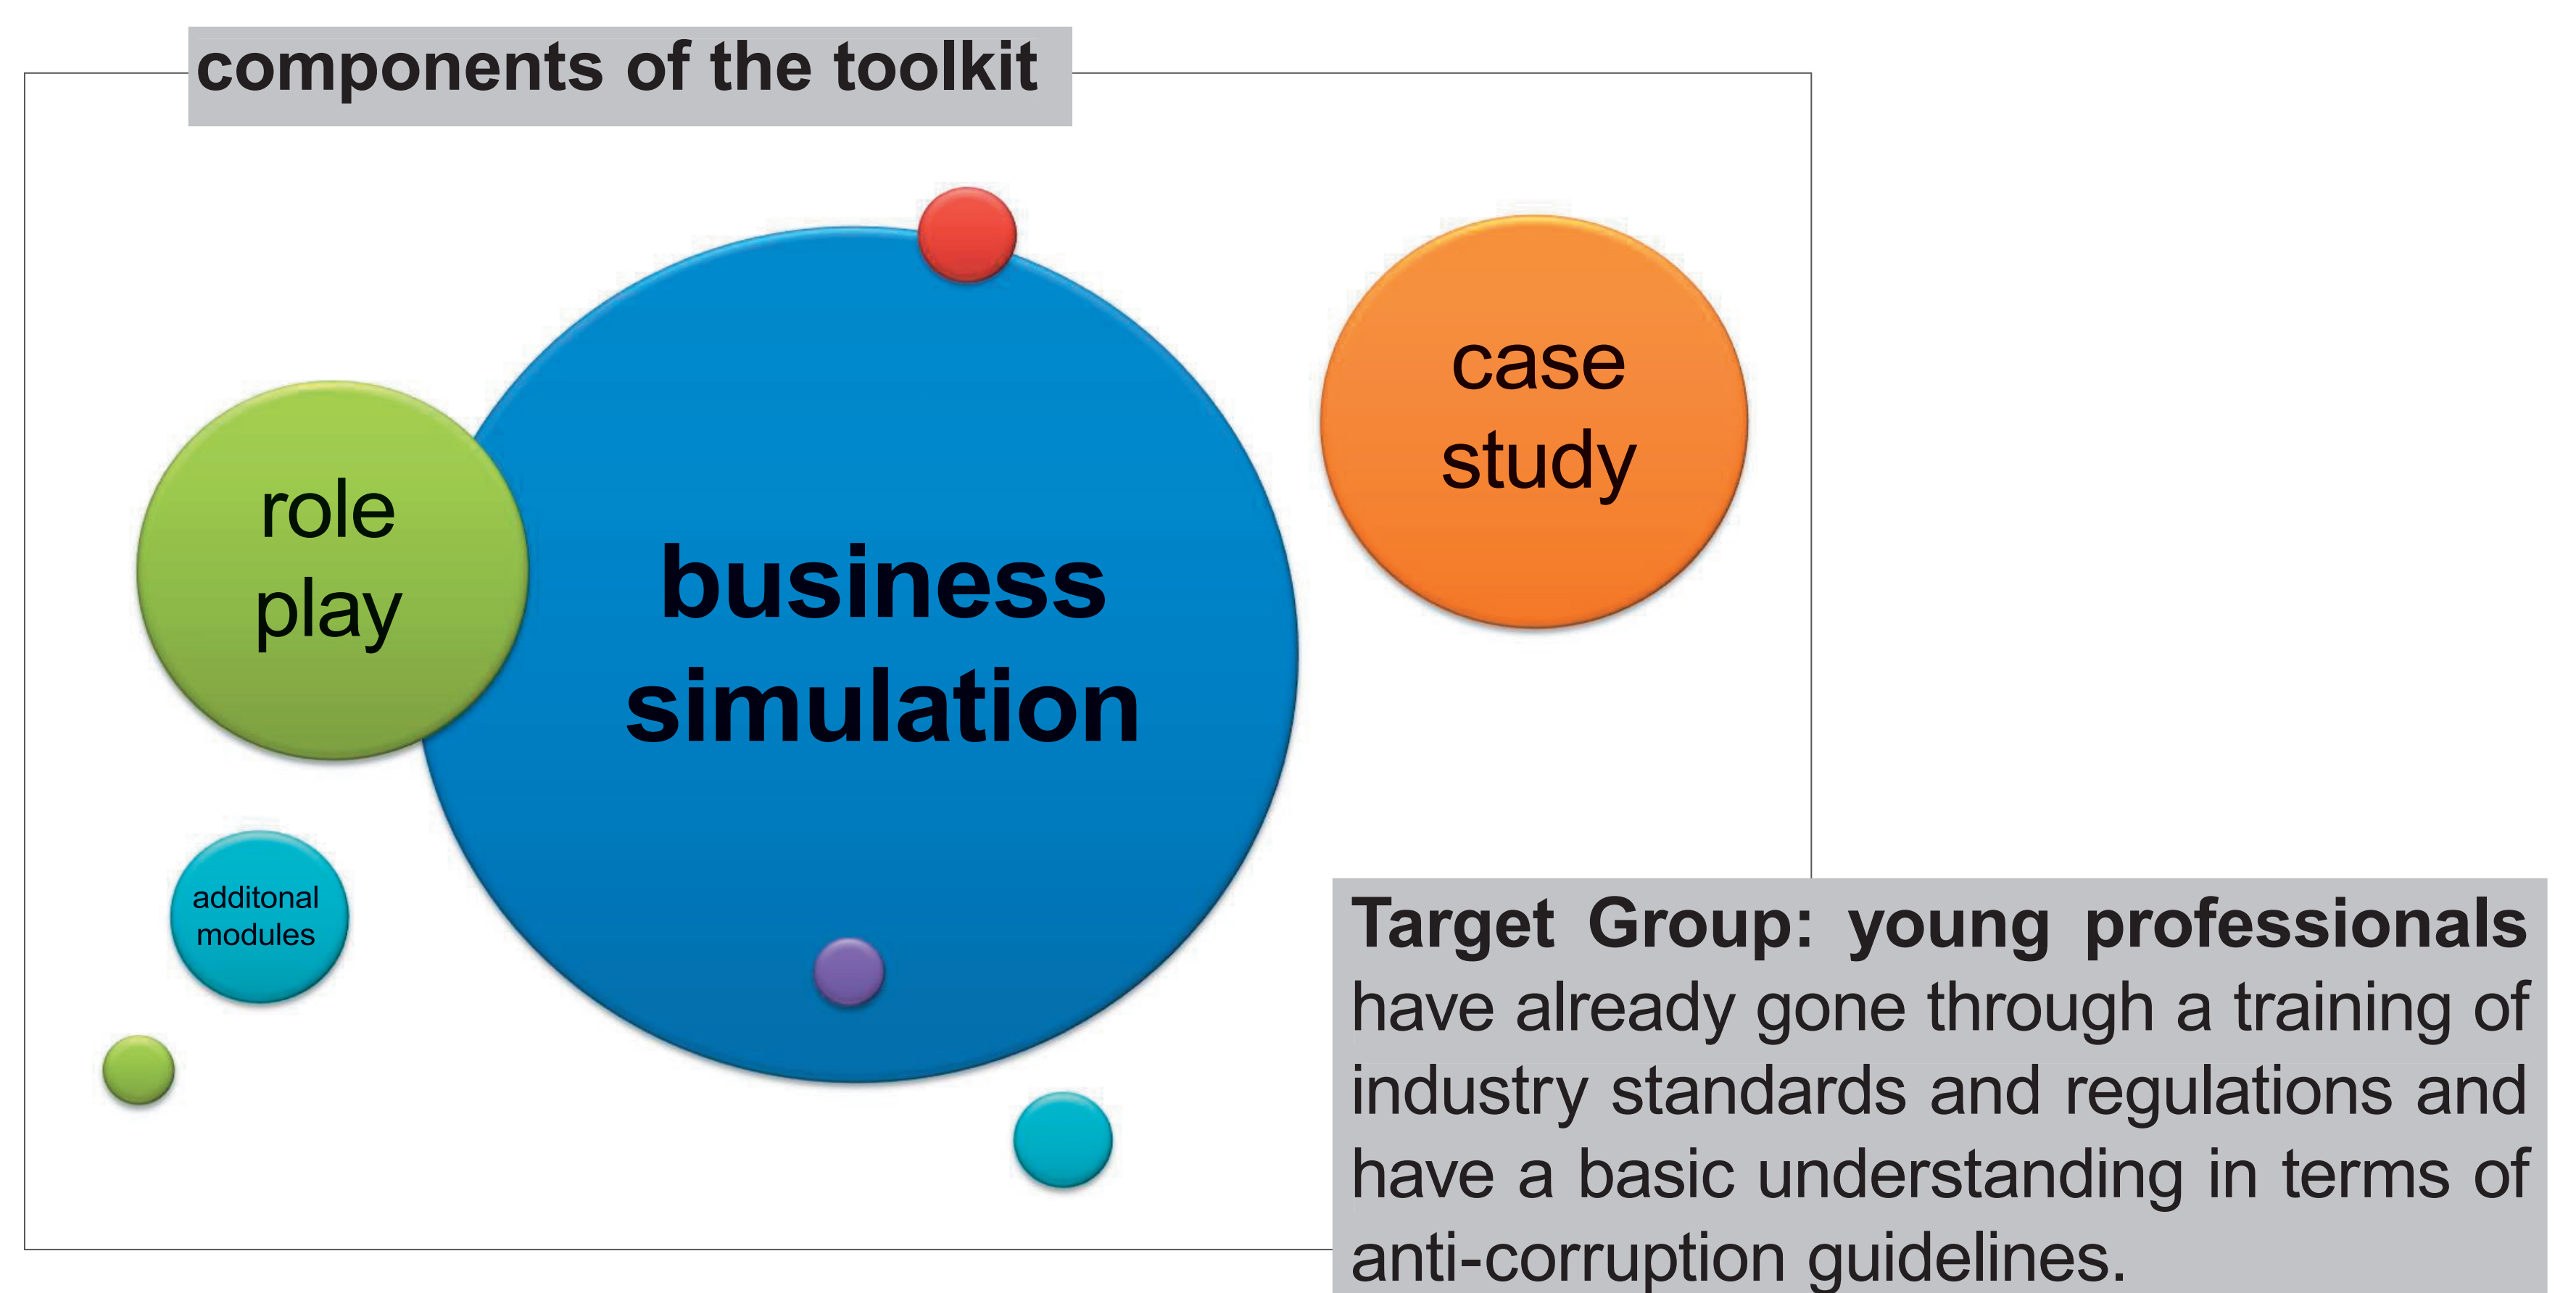 components of the toolkit
case
study
role
play
business
simulation
additonal
modules
Target Group: young professionals
have already gone through a training of
industry standards and regulations and
have a basic understanding in terms of
anti-corruption guidelines.